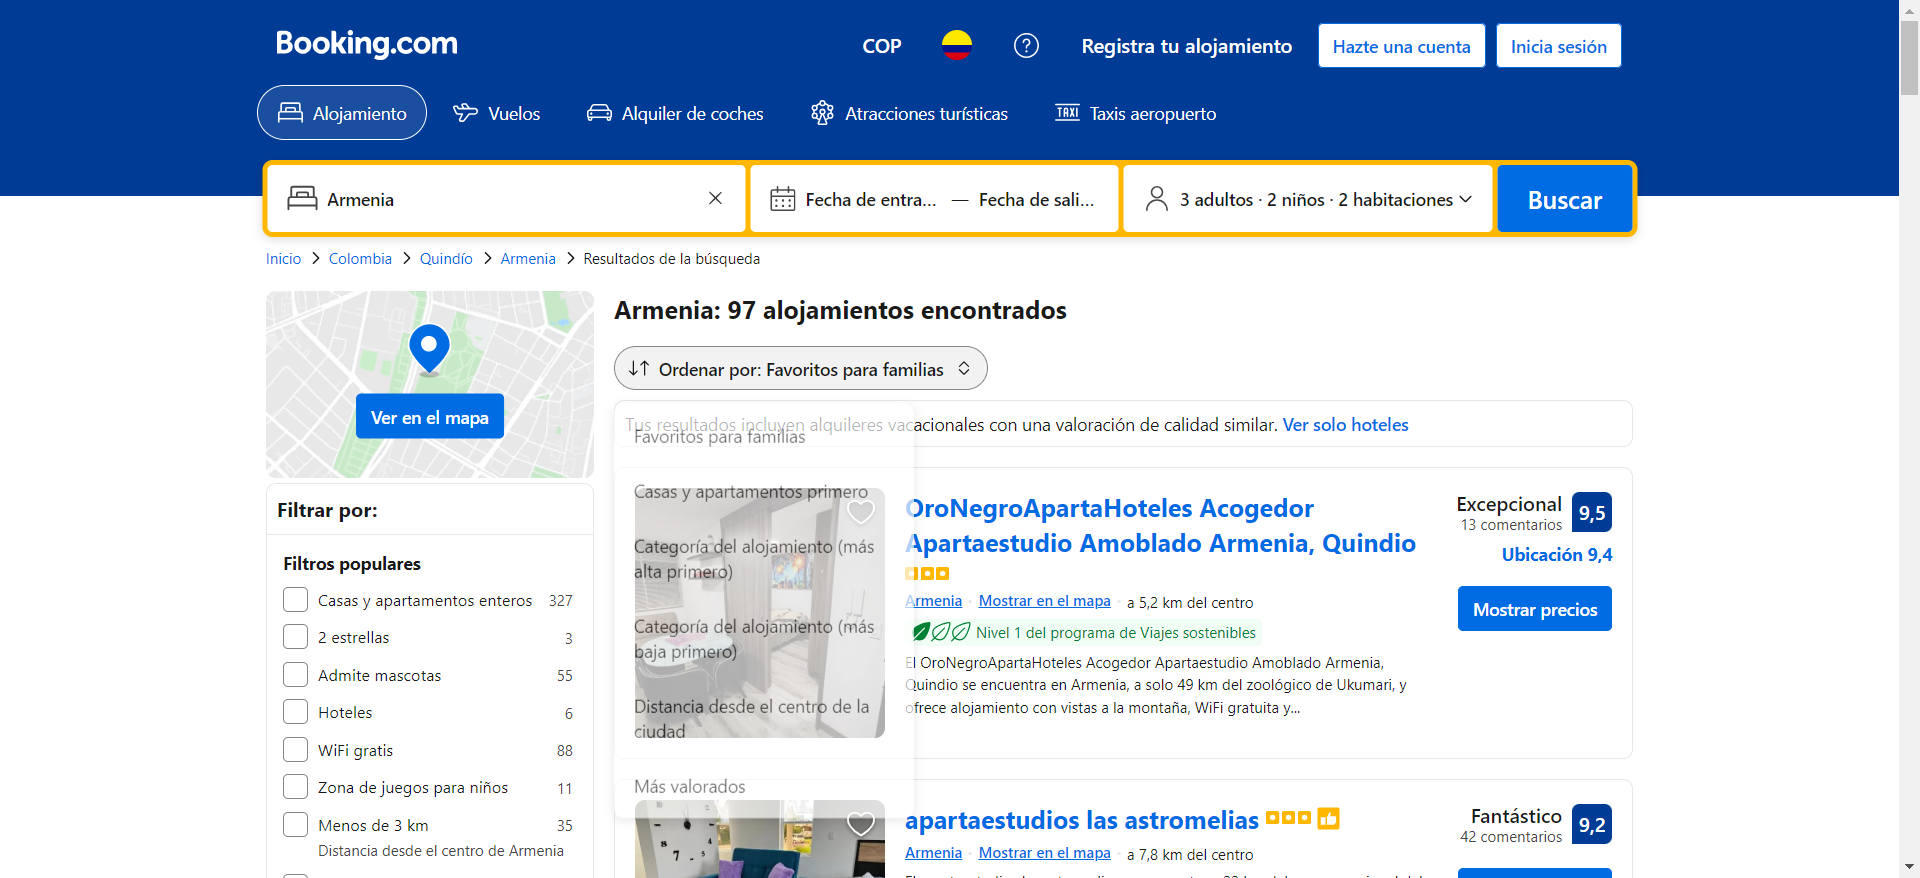 Booking.com
COP
Registra tu alojamiento
Hazte una cuenta
Inicia sesión
Alojamiento
Vuelos
Alquiler de coches
Atracciones turísticas
TAXI
Taxis aeropuerto
Armenia
Fecha de entra... — Fecha de sali...
3 adultos · 2 niños · 2 habitaciones
Buscar
Inicio > Colombia > Quindío > Armenia > Resultados de la búsqueda
Ver en el mapa
Filtrar por:
Filtros populares
Casas y apartamentos enteros 327
2 estrellas 3
Admite mascotas 55
Hoteles 6
WiFi gratis 88
Zona de juegos para niños 11
Menos de 3 km 35
Distancia desde el centro de Armenia
Armenia: 97 alojamientos encontrados
Ordenar por: Favoritos para familias
Tus resultados incluyen alquileres vacacionales con una valoración de calidad similar. Ver solo hoteles
Favoritos para familias
Casas y apartamentos primero
Categoría del alojamiento (más
alta primero)
Categoría del alojamiento (más
baja primero)
Distancia desde el centro de la
ciudad
Más valorados
OroNegroApartaHoteles Acogedor
Apartaestudio Amoblado Armenia, Quindio
Armenia · Mostrar en el mapa · a 5,2 km del centro
Nivel 1 del programa de Viajes sostenibles
El OroNegroApartaHoteles Acogedor Apartaestudio Amoblado Armenia,
Quindio se encuentra en Armenia, a solo 49 km del zoológico de Ukumari, y
ofrece alojamiento con vistas a la montaña, WiFi gratuita y...
Excepcional
13 comentarios
9,5
Ubicación 9,4
Mostrar precios
apartaestudios las astromelias
Armenia · Mostrar en el mapa · a 7,8 km del centro
Fantástico
42 comentarios
9,2